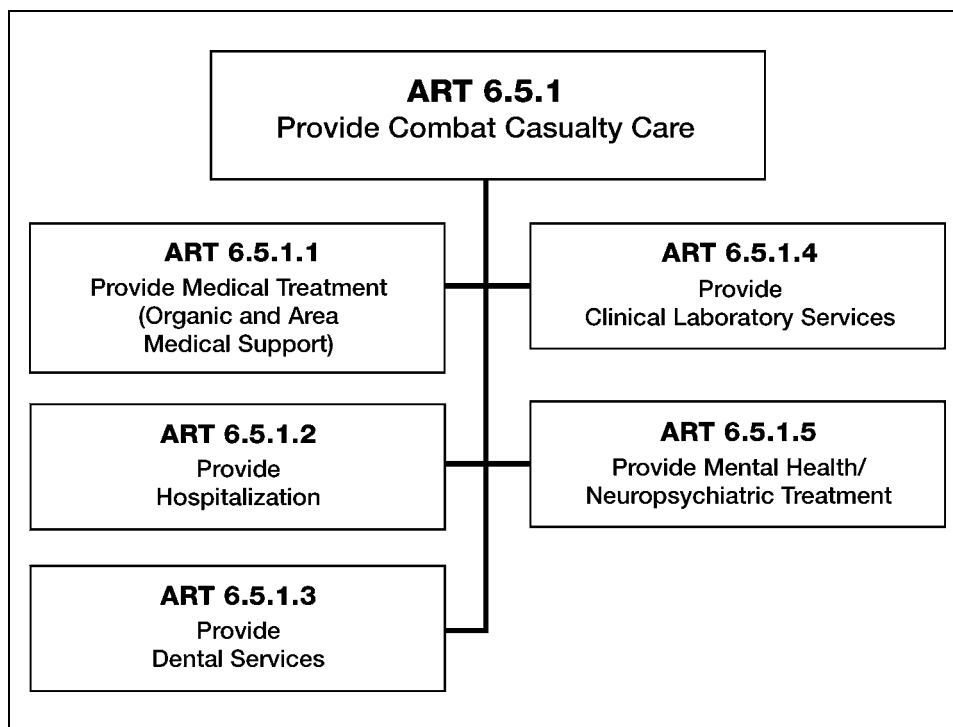 ART 6.5.1
Provide Combat Casualty Care
ART 6.5.1.1
Provide Medical Treatment
(Organic and Area
Medical Support)
ART 6.5.1.2
Provide
Hospitalization
ART 6.5.1.3
Provide
Dental Services
ART 6.5.1.4
Provide
Clinical Laboratory Services
ART 6.5.1.5
Provide Mental Health/
Neuropsychiatric Treatment